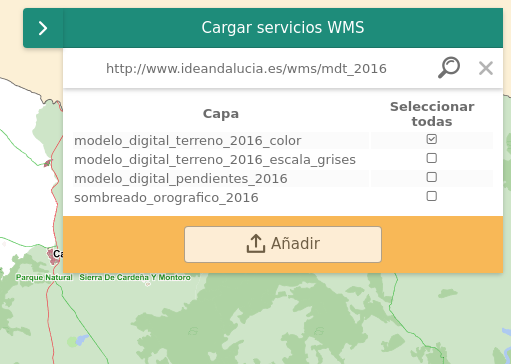 Cargar servicios WMS
http://www.ideandalucia.es/wms/mdt_2016
Capa
Seleccionar
todas
modelo_digital_terreno_2016_color
modelo_digital_terreno_2016_escala_grises
modelo_digital_pendientes_2016
sombreado_orografico_2016
Añadir
Ca
Parque Natural Sierra De Cardeña Y Montoro